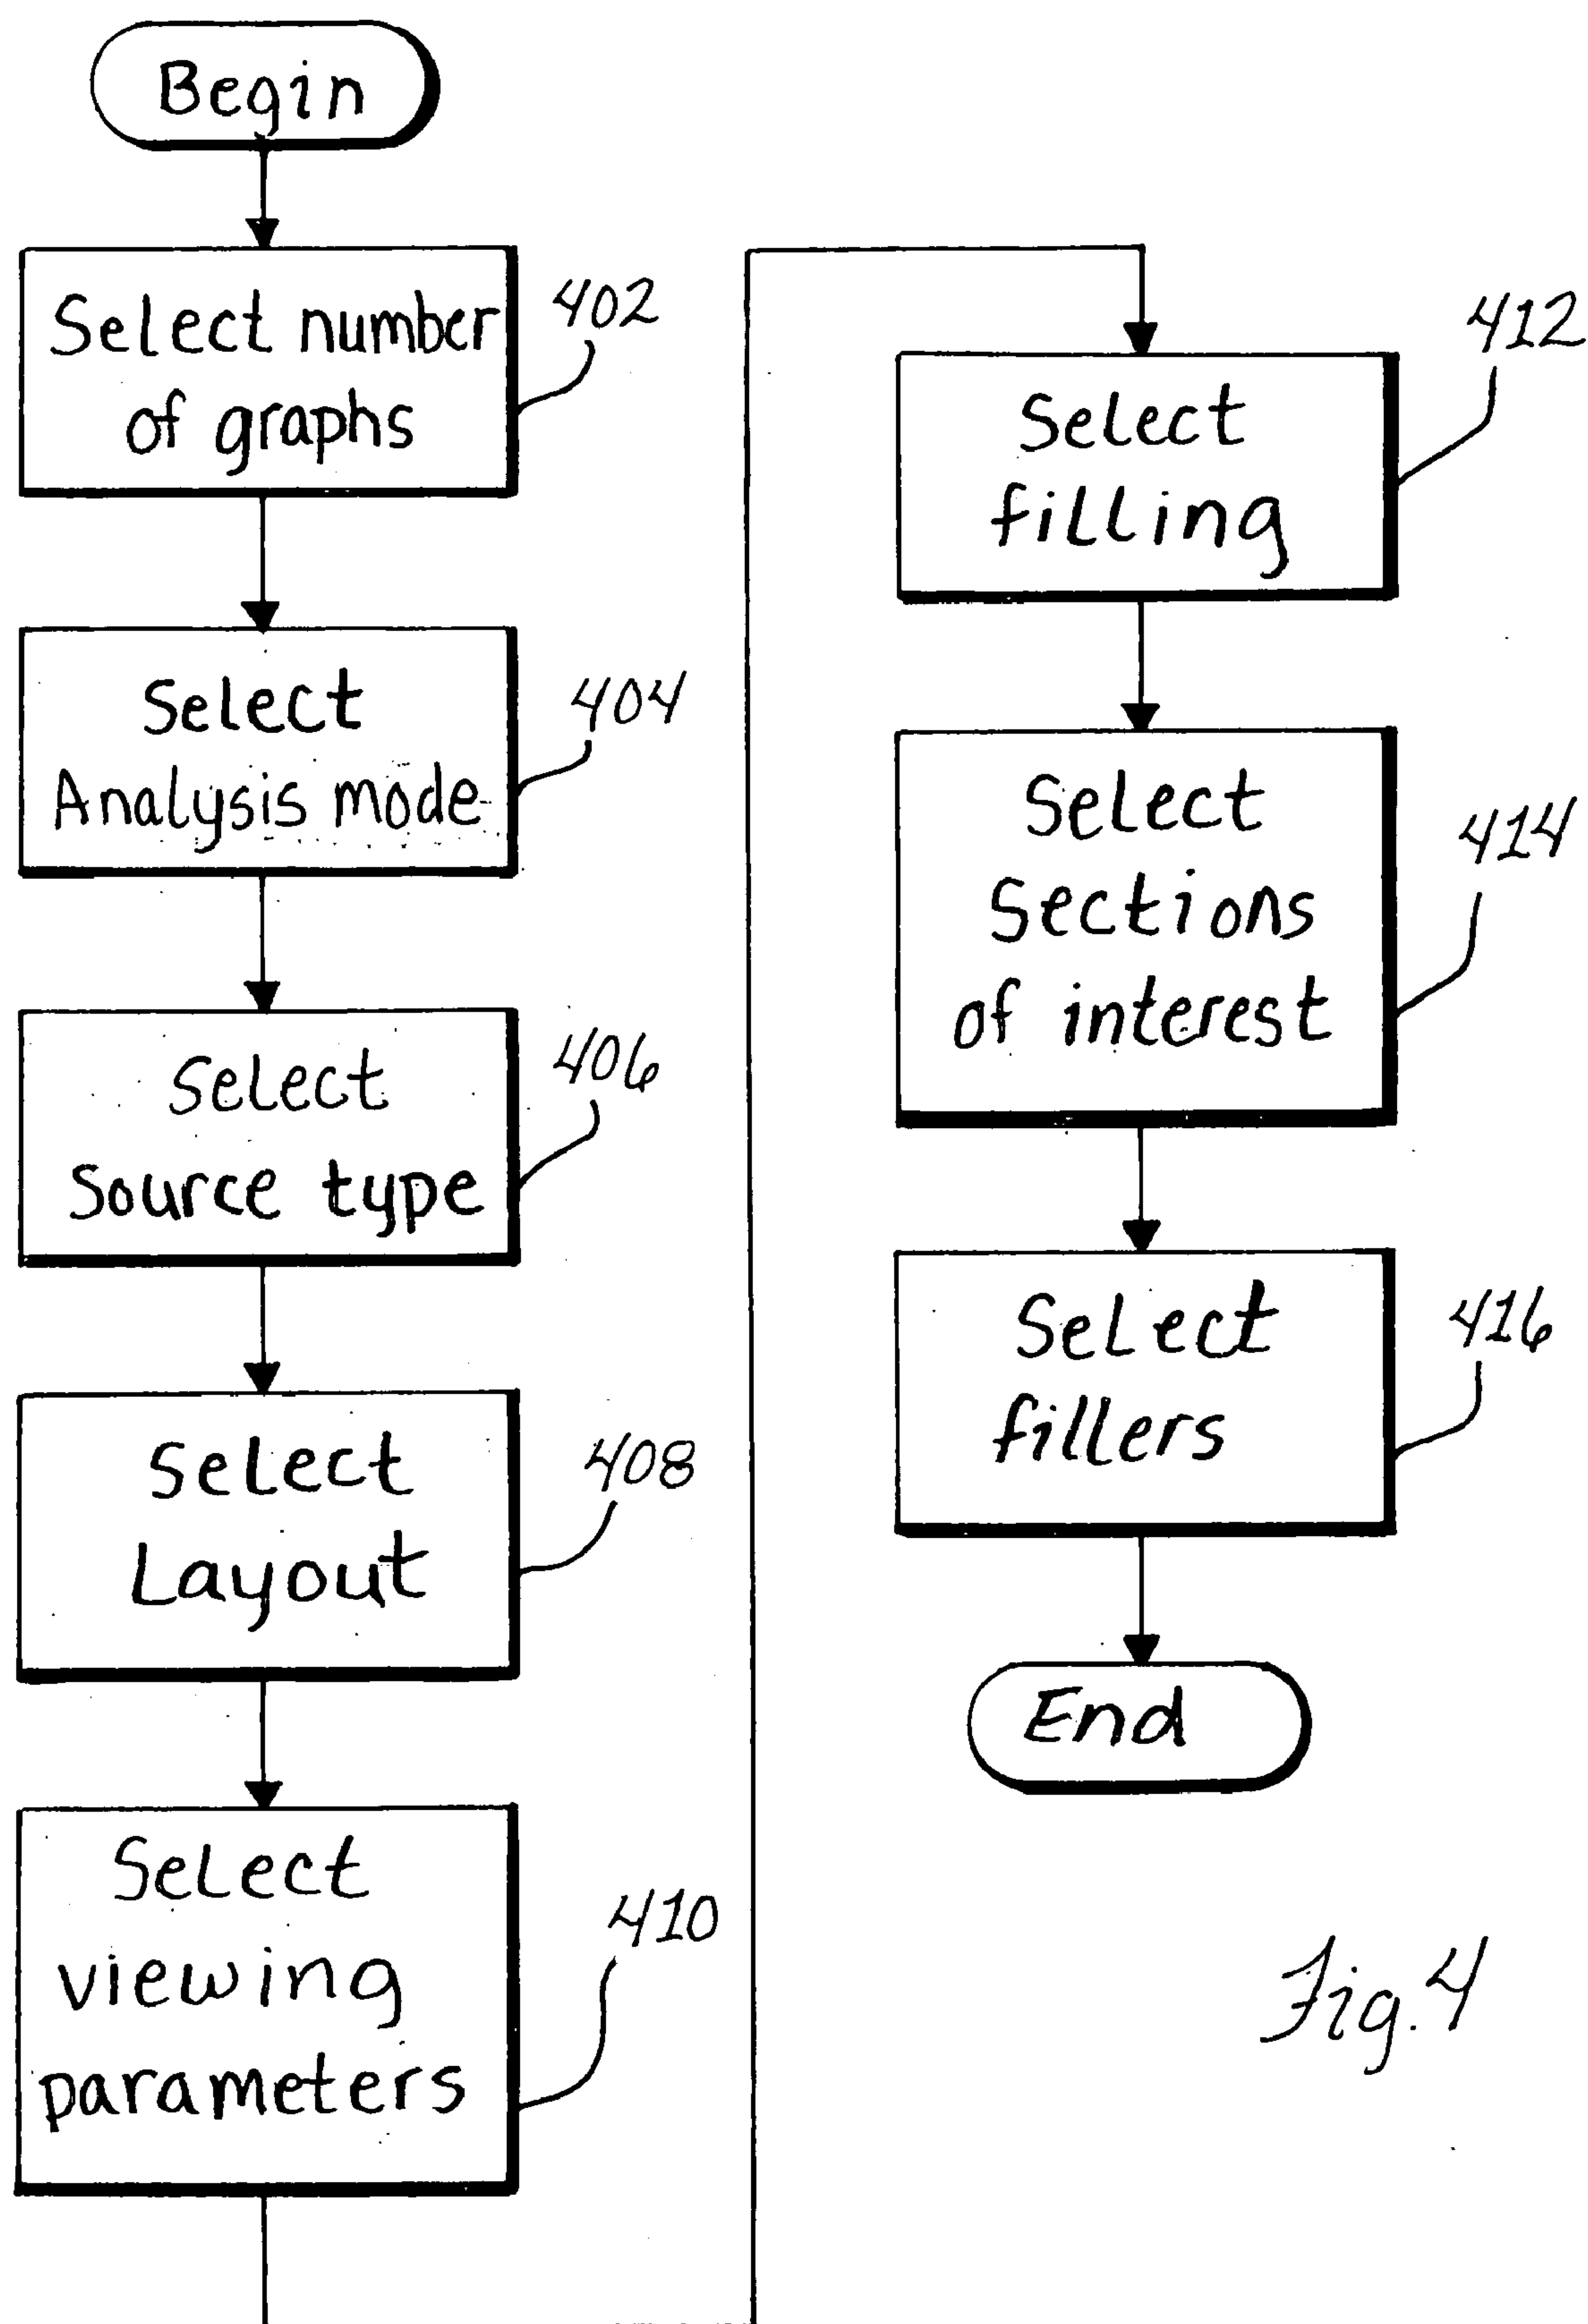 Begin
Select number
of graphs
402
Select
Analysis mode
404
Select
Source type
406
Select
Layout
408
Select
viewing
parameters
410
Select
filling
412
Select
Sections
of interest
414
Select
fillers
416
End
Fig. 4